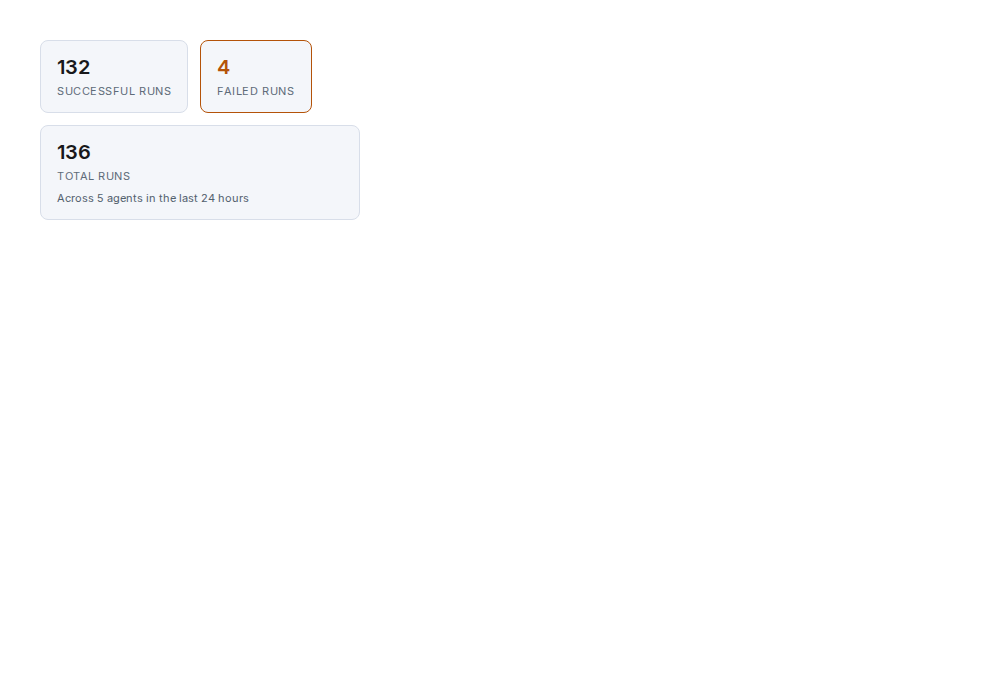 132
SUCCESSFUL RUNS
4
FAILED RUNS
136
TOTAL RUNS
Across 5 agents in the last 24 hours